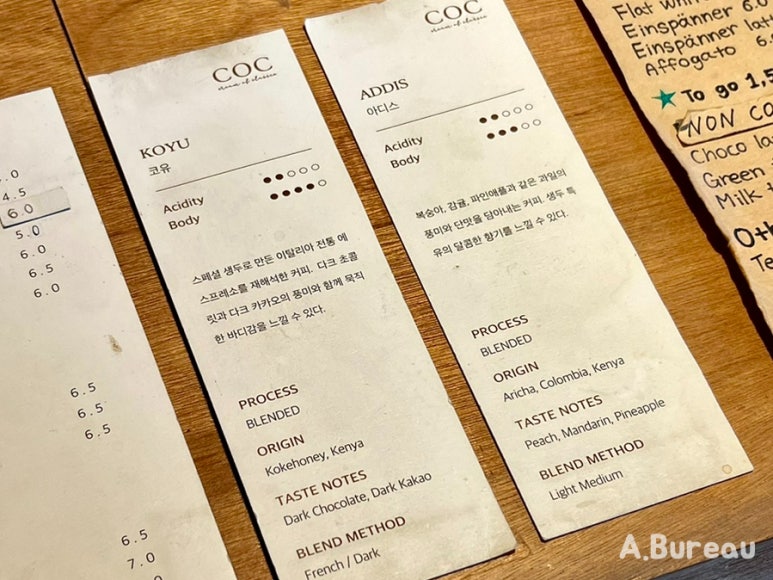 4.5
6.0
5.0
6.0
6.5
6.0
6.5
6.5
6.5
6.5
7.0
COC
KOYU
코유
Acidity
Body
스페셜 생두로 만든 이탈리아 전통 에
스프레소를 재해석한 커피. 다크 초콜
릿과 다크 카카오의 풍미와 함께 묵직
한 바디감을 느낄 수 있다.
PROCESS
BLENDED
ORIGIN
Kokehoney, Kenya
TASTE NOTES
Dark Chocolate, Dark Kakao
BLEND METHOD
French / Dark
COC
ADDIS
아디스
Acidity
Body
복숭아, 감귤, 파인애플과 같은 과일의
풍미와 단맛을 담아내는 커피. 생두 특
유의 달콤한 향기를 느낄 수 있다.
PROCESS
BLENDED
ORIGIN
Aricha, Colombia, Kenya
TASTE NOTES
Peach, Mandarin, Pineapple
BLEND METHOD
Light Medium
Flat
Einspänner 6.0
Einspänner
Affogato
To go 1,5
NON
Choco
Green
Milk
A.Bureau